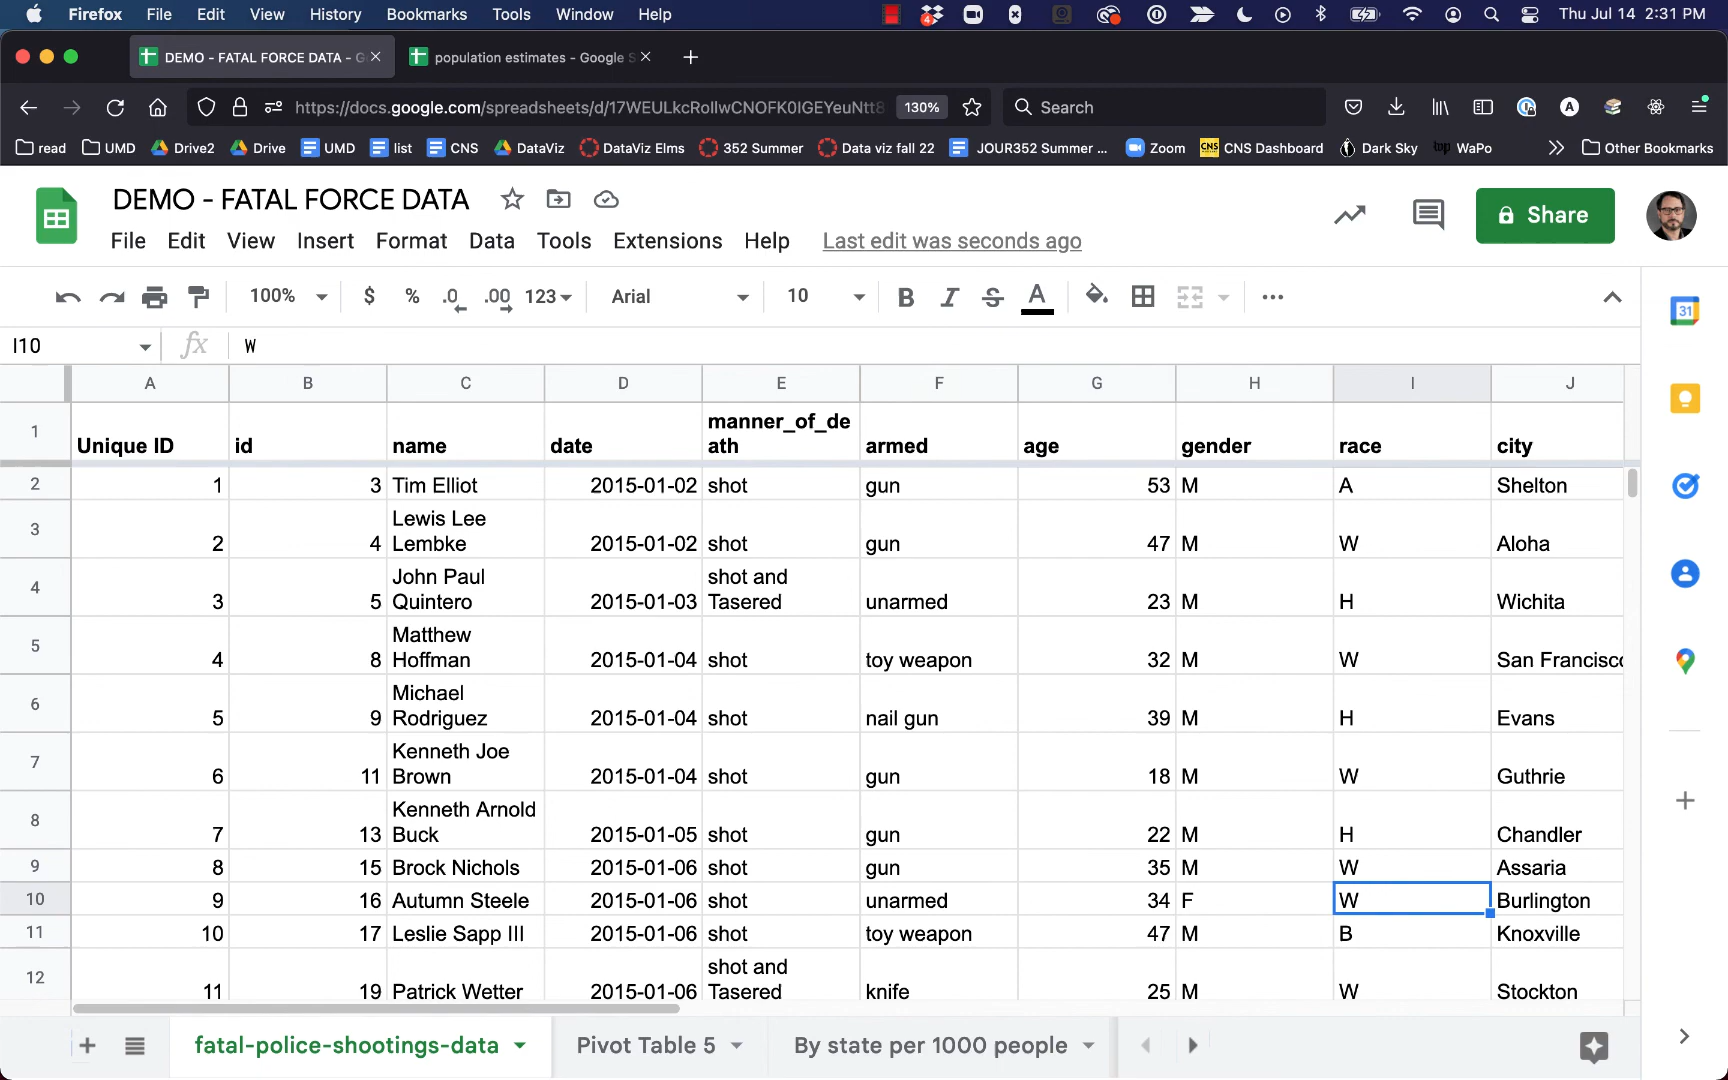 Firefox File Edit View History Bookmarks Tools Window Help 4 Thu Jul 14 2:31 PM
DEMO - FATAL FORCE DATA - G population estimates - Google S
https://docs.google.com/spreadsheets/d/17WEULkcRollwCNOFK0IGEYeuNtt8 130% Search A
read UMD Drive2 Drive UMD list CNS DataViz DataViz Elms 352 Summer Data viz fall 22 JOUR352 Summer ... Zoom CNS CNS Dashboard Dark Sky top WaPo Other Bookmarks
DEMO - FATAL FORCE DATA
Share
File Edit View Insert Format Data Tools Extensions Help Last edit was seconds ago
100% $ % .0 .00 123 Arial 10 B I S A ...
31
I10 fx W
A B C D E F G H I J
1 Unique ID id name date manner_of_de
ath armed age gender race city
2 1 3 Tim Elliot 2015-01-02 shot gun 53 M A Shelton
3 2 4 Lewis Lee
Lembke 2015-01-02 shot gun 47 M W Aloha
4 3 5 John Paul
Quintero 2015-01-03 shot and
Tasered unarmed 23 M H Wichita
5 4 8 Matthew
Hoffman 2015-01-04 shot toy weapon 32 M W San Francisco
6 5 9 Michael
Rodriguez 2015-01-04 shot nail gun 39 M H Evans
7 6 11 Kenneth Joe
Brown 2015-01-04 shot gun 18 M W Guthrie
8 7 13 Kenneth Arnold
Buck 2015-01-05 shot gun 22 M H Chandler
9 8 15 Brock Nichols 2015-01-06 shot gun 35 M W Assaria
10 9 16 Autumn Steele 2015-01-06 shot unarmed 34 F W Burlington
11 10 17 Leslie Sapp III 2015-01-06 shot toy weapon 47 M B Knoxville
12 11 19 Patrick Wetter 2015-01-06 shot and
Tasered knife 25 M W Stockton
fatal-police-shootings-data Pivot Table 5 By state per 1000 people